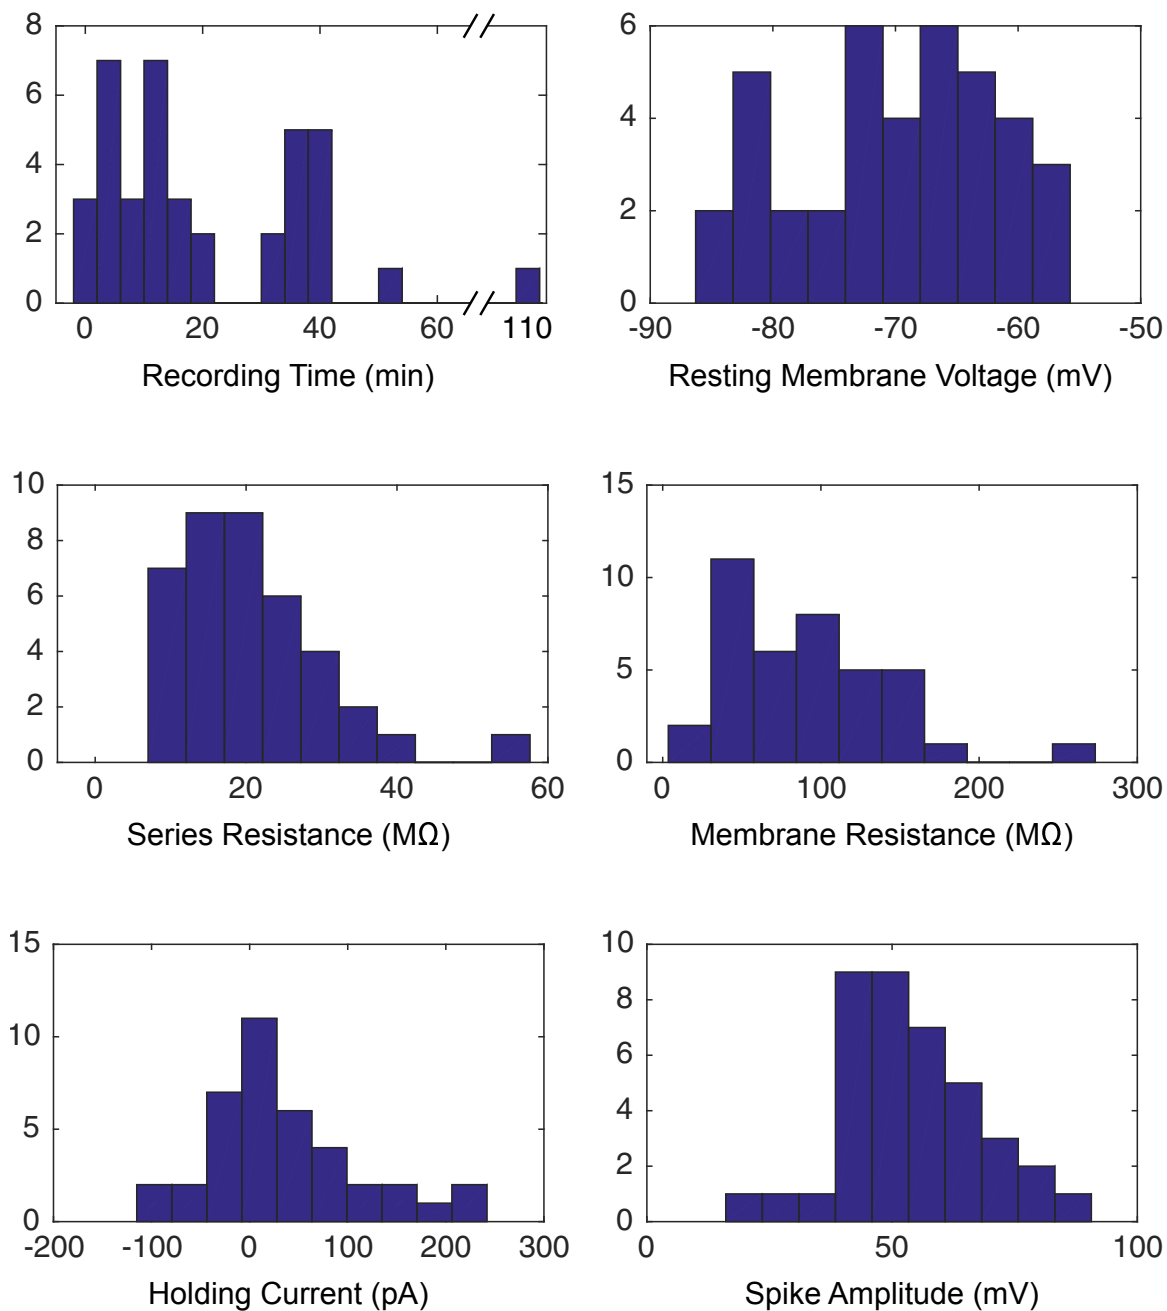 8
6
4
2
0
0 20 40 60 110
Recording Time (min)
6
4
2
0
-90 -80 -70 -60 -50
Resting Membrane Voltage (mV)
10
8
6
4
2
0
0 20 40 60
Series Resistance (MΩ)
15
10
5
0
0 100 200 300
Membrane Resistance (MΩ)
15
10
5
0
-200 -100 0 100 200 300
Holding Current (pA)
10
8
6
4
2
0
0 50 100
Spike Amplitude (mV)